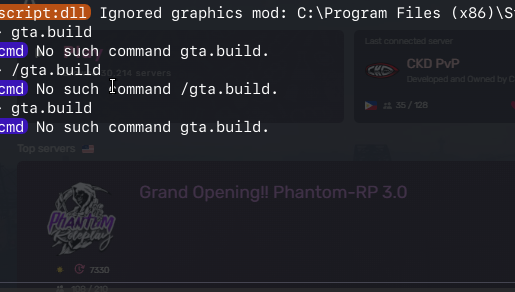 script:dll Ignored graphics mod: C:\Program Files (x86)\S
gta.build
cmd No such command gta.build.
/gta.build
cmd No such command /gta.build.
gta.build
cmd No such command gta.build.
Play
214 servers
Last connected server
CKD PvP
Developed and Owned by C
35 / 128
Top servers
Grand Opening!! Phantom-RP 3.0
PHANTOM
Roleplay
7330